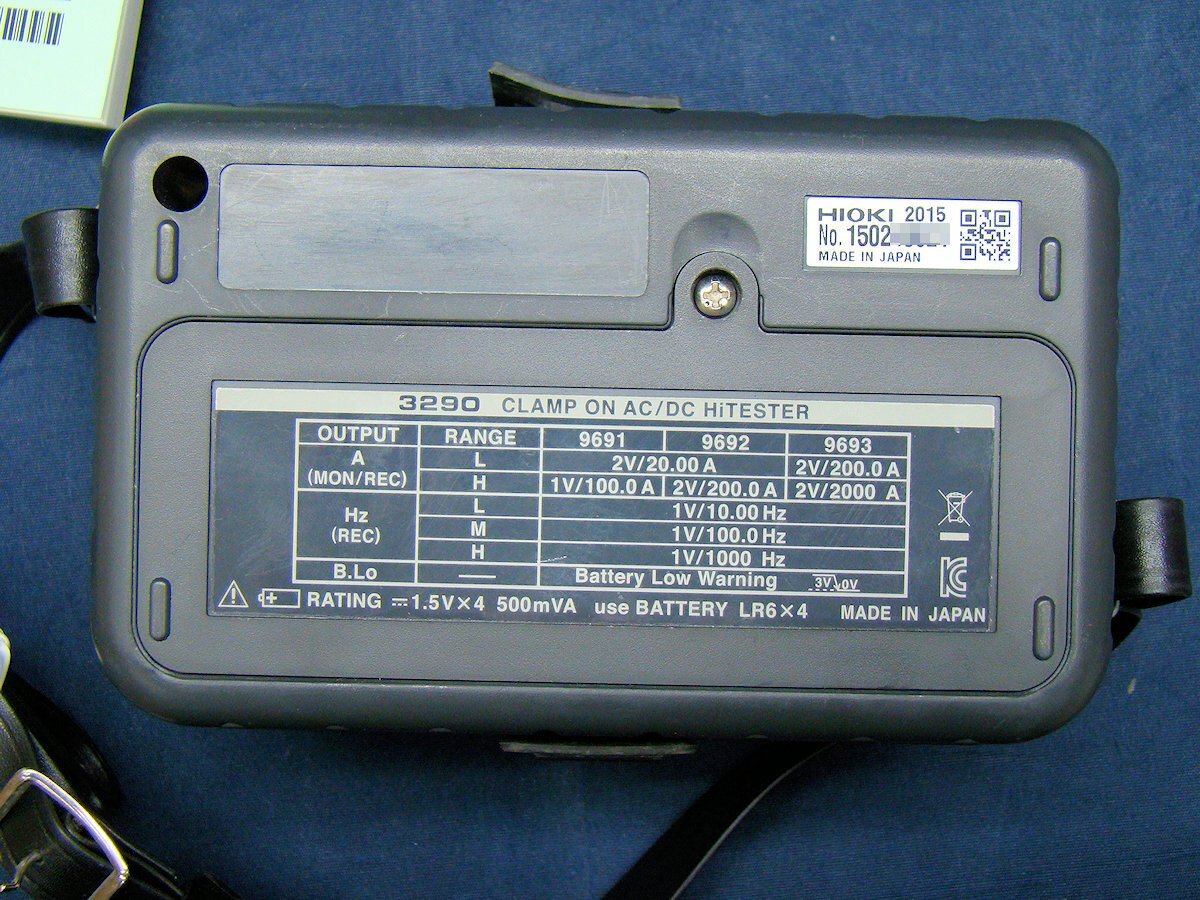 HIOKI 2015
No. 1502
MADE IN JAPAN
3290 CLAMP ON AC/DC HiTESTER
OUTPUT RANGE 9691 9692 9693
A (MON/REC) L 2V/20.00 A 2V/200.0 A
H 1V/100.0 A 2V/200.0 A 2V/2000 A
Hz (REC) L 1V/10.00 Hz
M 1V/100.0 Hz
H 1V/1000 Hz
B.Lo — Battery Low Warning 3V 0V
RATING ⎓1.5V×4 500mVA use BATTERY LR6×4 MADE IN JAPAN